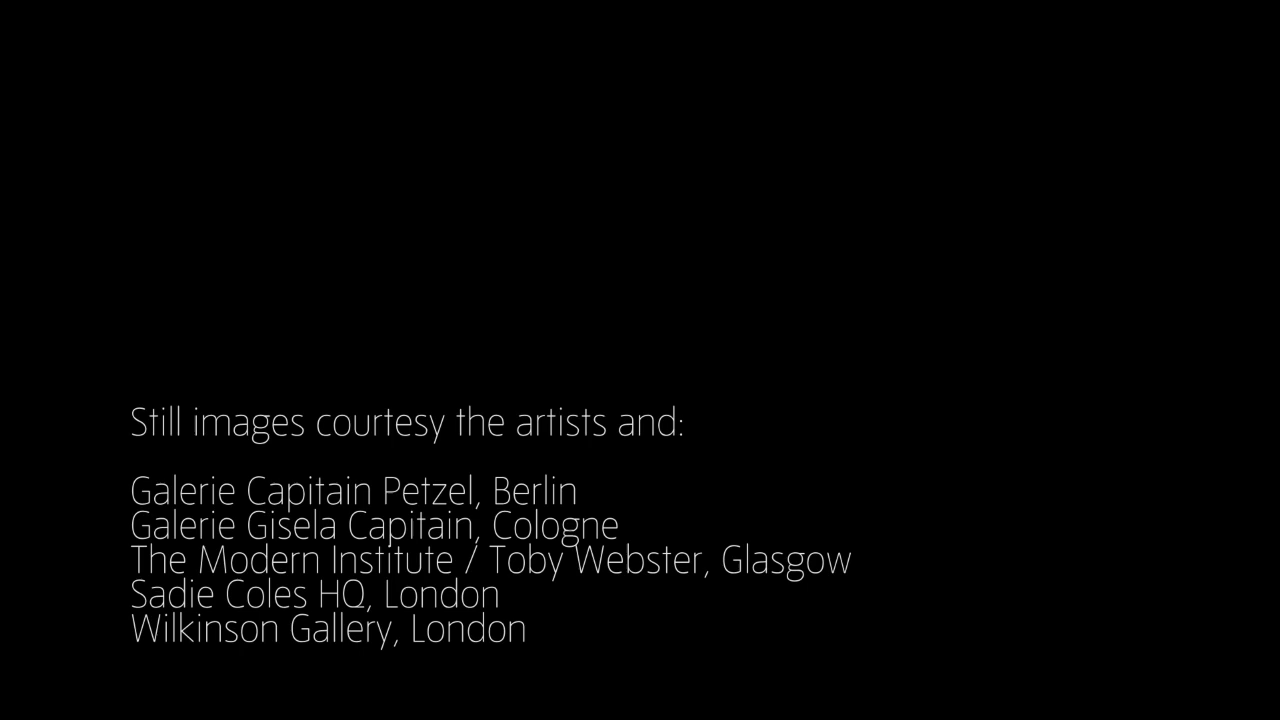 Still images courtesy the artists and:
Galerie Capitain Petzel, Berlin
Galerie Gisela Capitain, Cologne
The Modern Institute / Toby Webster, Glasgow
Sadie Coles HQ, London
Wilkinson Gallery, London